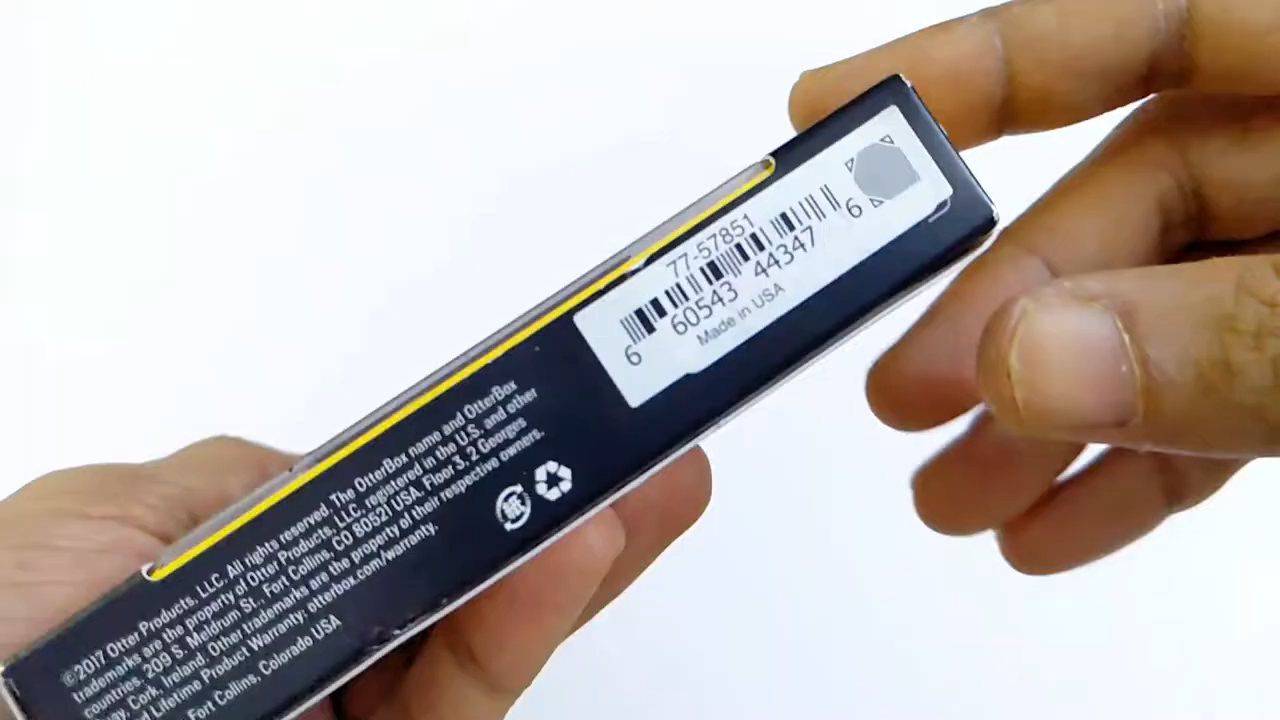 77-57851
6 60543 44347 6
Made in USA
©2017 Otter Products, LLC. All rights reserved. The OtterBox name and OtterBox
trademarks are the property of Otter Products, LLC, registered in the U.S. and other
countries. 209 S. Meldrum St., Fort Collins, CO 80521 USA. Floor 3, 2 Georges
Cork, Ireland. Other trademarks are the property of their respective owners.
Lifetime Product Warranty: otterbox.com/warranty.
Fort Collins, Colorado USA